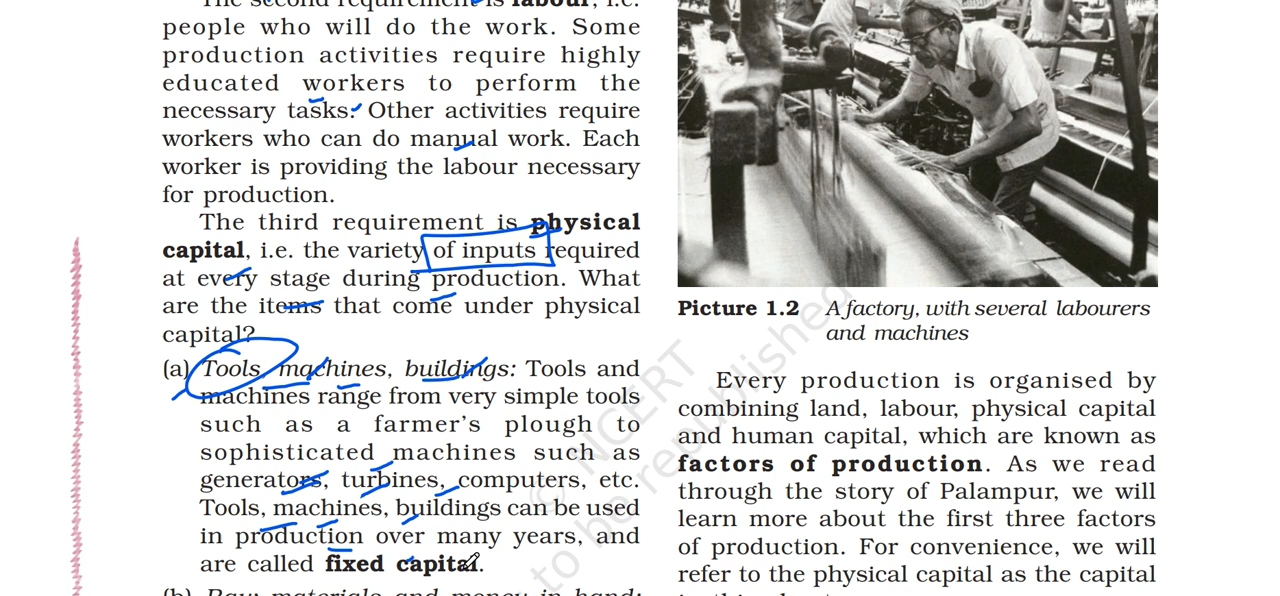 The second requirement is labour, i.e.
people who will do the work. Some
production activities require highly
educated workers to perform the
necessary tasks. Other activities require
workers who can do manual work. Each
worker is providing the labour necessary
for production.
The third requirement is physical
capital, i.e. the variety of inputs required
at every stage during production. What
are the items that come under physical
capital?
(a) Tools, machines, buildings: Tools and
machines range from very simple tools
such as a farmer's plough to
sophisticated machines such as
generators, turbines, computers, etc.
Tools, machines, buildings can be used
in production over many years, and
are called fixed capital.
(b) Raw materials and money in hand:
Picture 1.2 A factory, with several labourers
and machines
Every production is organised by
combining land, labour, physical capital
and human capital, which are known as
factors of production. As we read
through the story of Palampur, we will
learn more about the first three factors
of production. For convenience, we will
refer to the physical capital as the capital
© NCERT
to be republished